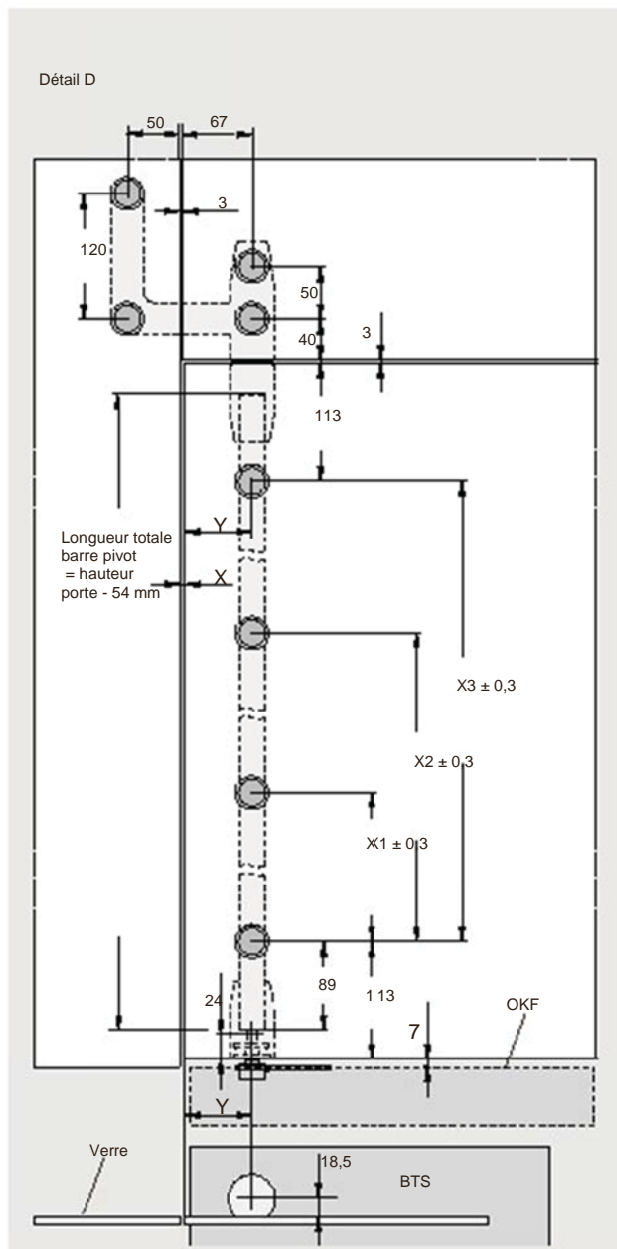 Détail D
50
67
3
120
50
40
3
113
Y
Longueur totale
barre pivot
= hauteur
porte - 54 mm
X
X3 ± 0,3
X2 ± 0,3
X1 ± 0,3
24
89
113
7
OKF
Y
Verre
18,5
BTS